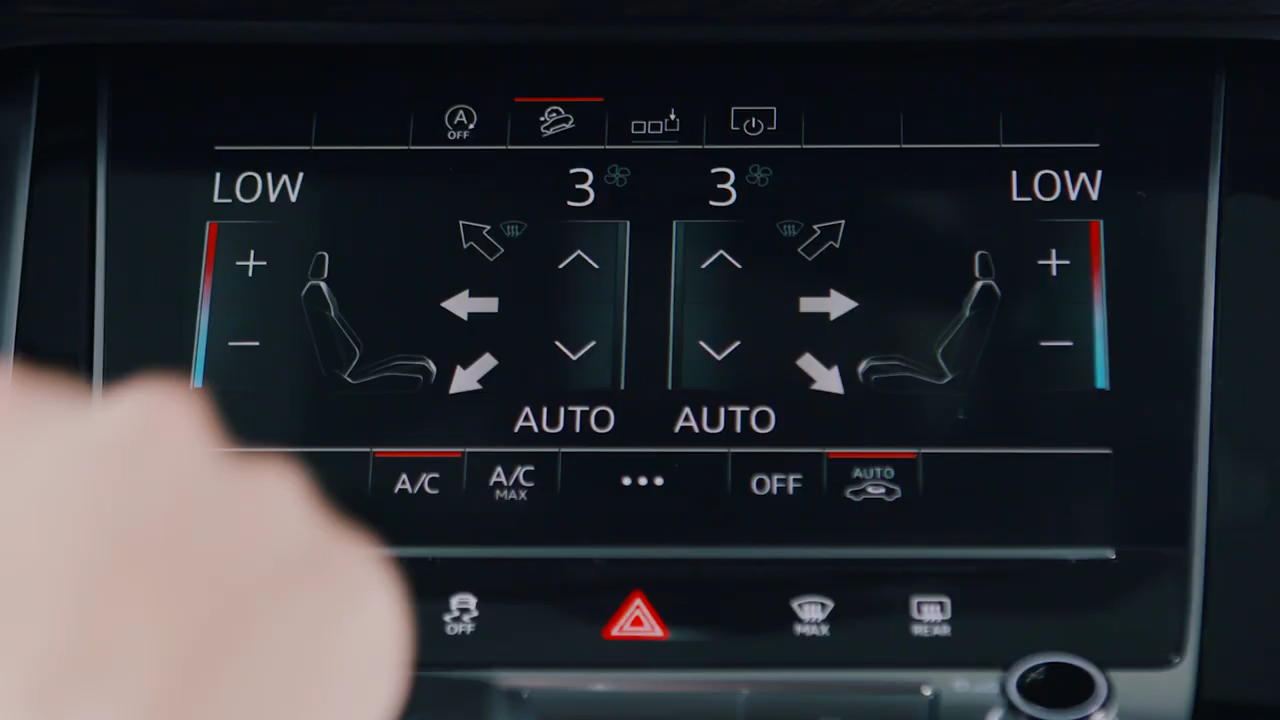 A
OFF
LOW 3 3 LOW
AUTO AUTO
A/C A/C MAX ••• OFF AUTO
OFF MAX REAR